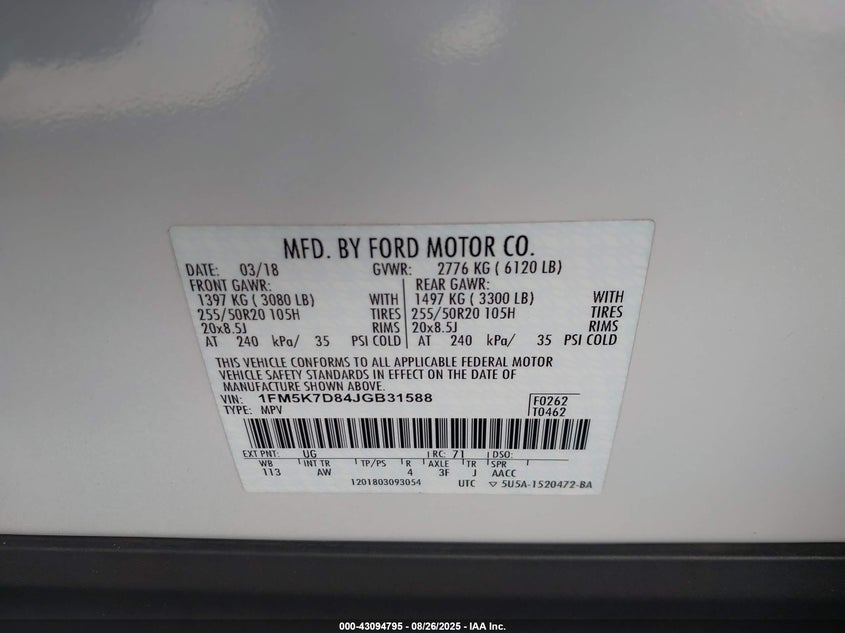 MFD. BY FORD MOTOR CO.
DATE: 03/18 GVWR: 2776 KG ( 6120 LB)
FRONT GAWR: REAR GAWR:
1397 KG ( 3080 LB) WITH 1497 KG ( 3300 LB) WITH
255/50R20 105H TIRES 255/50R20 105H TIRES
20x8.5J RIMS 20x8.5J RIMS
AT 240 kPa/ 35 PSI COLD AT 240 kPa/ 35 PSI COLD
THIS VEHICLE CONFORMS TO ALL APPLICABLE FEDERAL MOTOR
VEHICLE SAFETY STANDARDS IN EFFECT ON THE DATE OF
MANUFACTURE SHOWN ABOVE.
VIN: 1FM5K7D84JGB31588 F0262
TYPE: MPV T0462
EXT PNT: UG RC: 71 DSO:
WB INT TR TP/PS R AXLE TR SPR
113 AW 4 3F J AACC
1201803093054 UTC ▽ 5U5A-1520472-BA
000-43094795 - 08/26/2025 - IAA Inc.